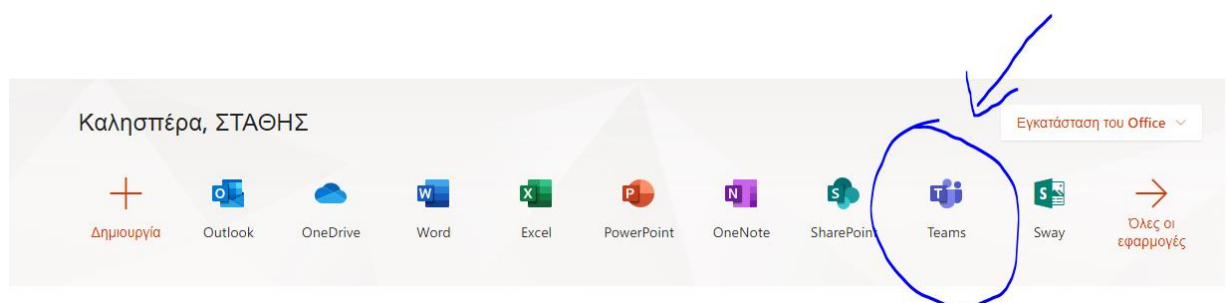 Καλησπέρα, ΣΤΑΘΗΣ
Εγκατάσταση του Office
Δημιουργία
Outlook
OneDrive
Word
Excel
PowerPoint
OneNote
SharePoint
Teams
Sway
Όλες οι
εφαρμογές